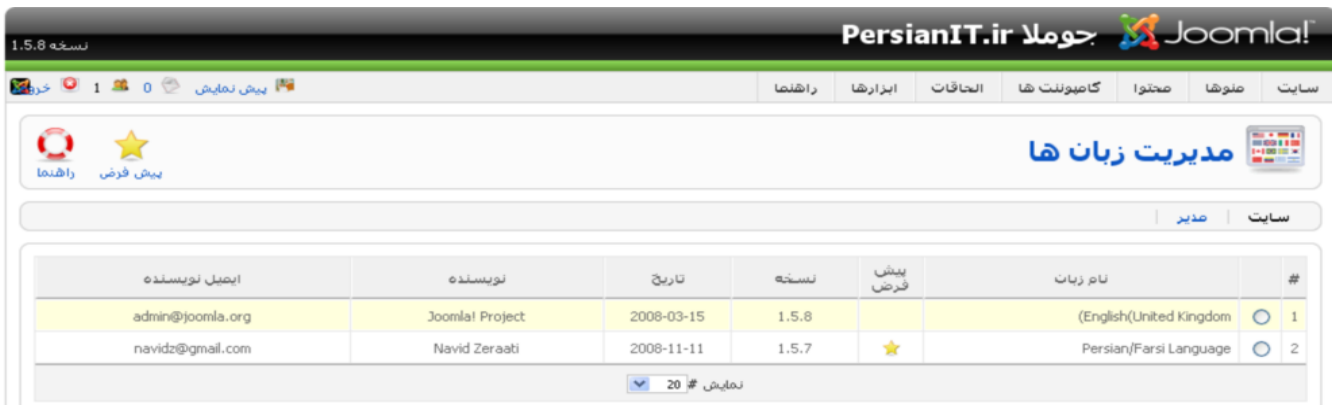 Joomla! جوملا PersianIT.ir
نسخه 1.5.8
سایت منوها محتوا کامپوننت ها الحاقات ابزارها راهنما
پیش نمایش 0 1
مدیریت زبان ها
پیش فرض راهنما
سایت مدیر
# نام زبان پیش فرض نسخه تاریخ نویسنده ایمیل نویسنده
1 (English(United Kingdom 1.5.8 2008-03-15 Joomla! Project admin@joomla.org
2 Persian/Farsi Language 1.5.7 2008-11-11 Navid Zeraati navidz@gmail.com
نمایش # 20